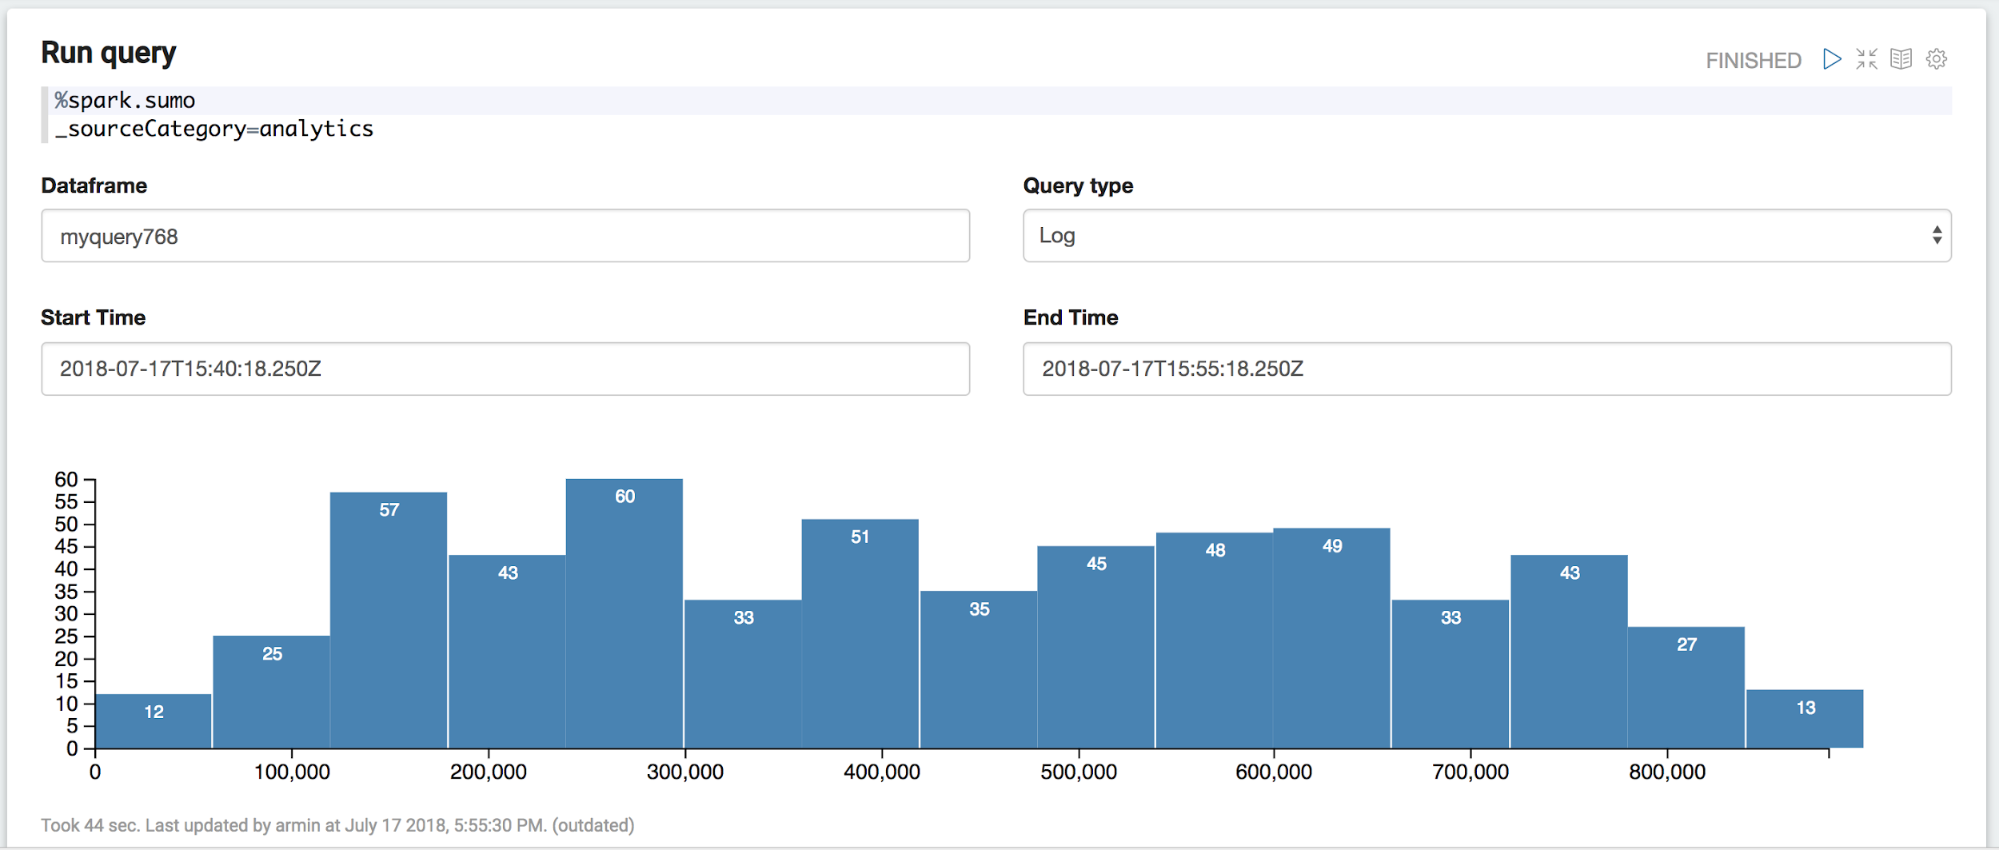 Run query
FINISHED
%spark.sumo
_sourceCategory=analytics
Dataframe
Query type
myquery768
Log
Start Time
End Time
2018-07-17T15:40:18.250Z
2018-07-17T15:55:18.250Z
60
55
50
45
40
35
30
25
20
15
10
5
0
12
25
57
43
60
33
51
35
45
48
49
33
43
27
13
0
100,000
200,000
300,000
400,000
500,000
600,000
700,000
800,000
Took 44 sec. Last updated by armin at July 17 2018, 5:55:30 PM. (outdated)